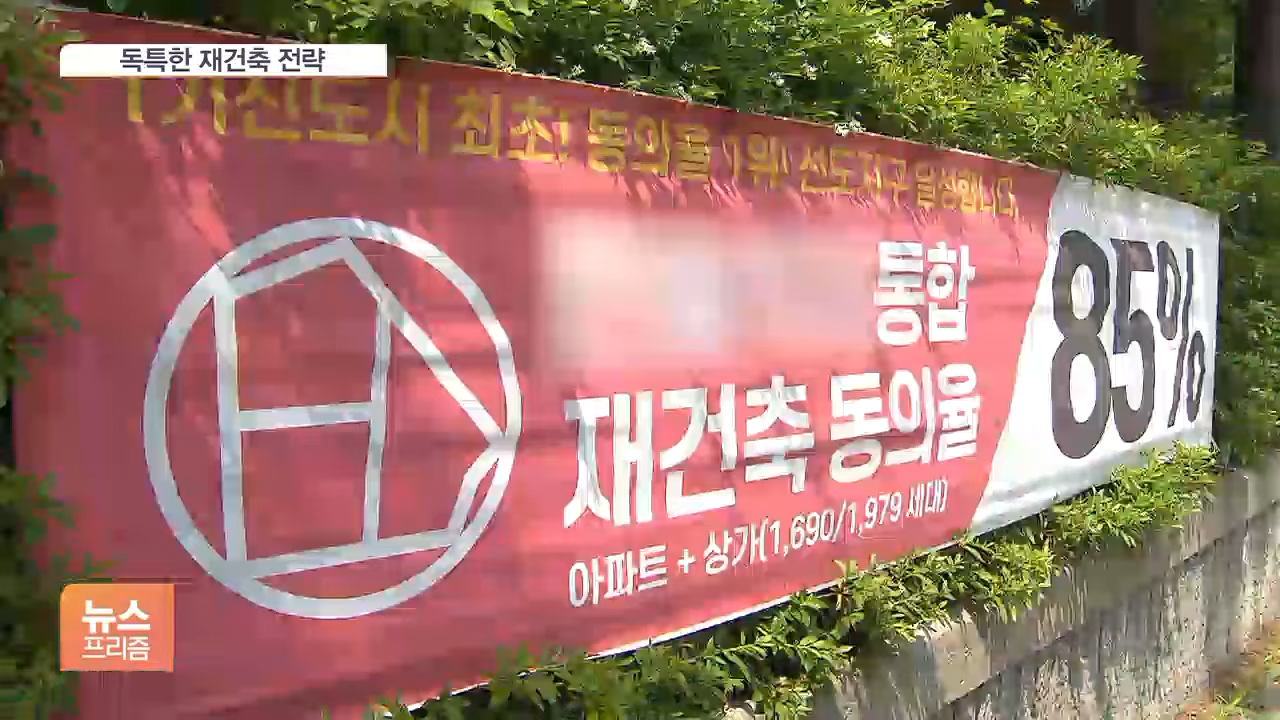 독특한 재건축 전략
1기신도시 최초! 동의율 1위! 선도지구 달성합니다
통합
재건축 동의율
85%
아파트 + 상가(1,690/1,979 세대)
뉴스
프리즘